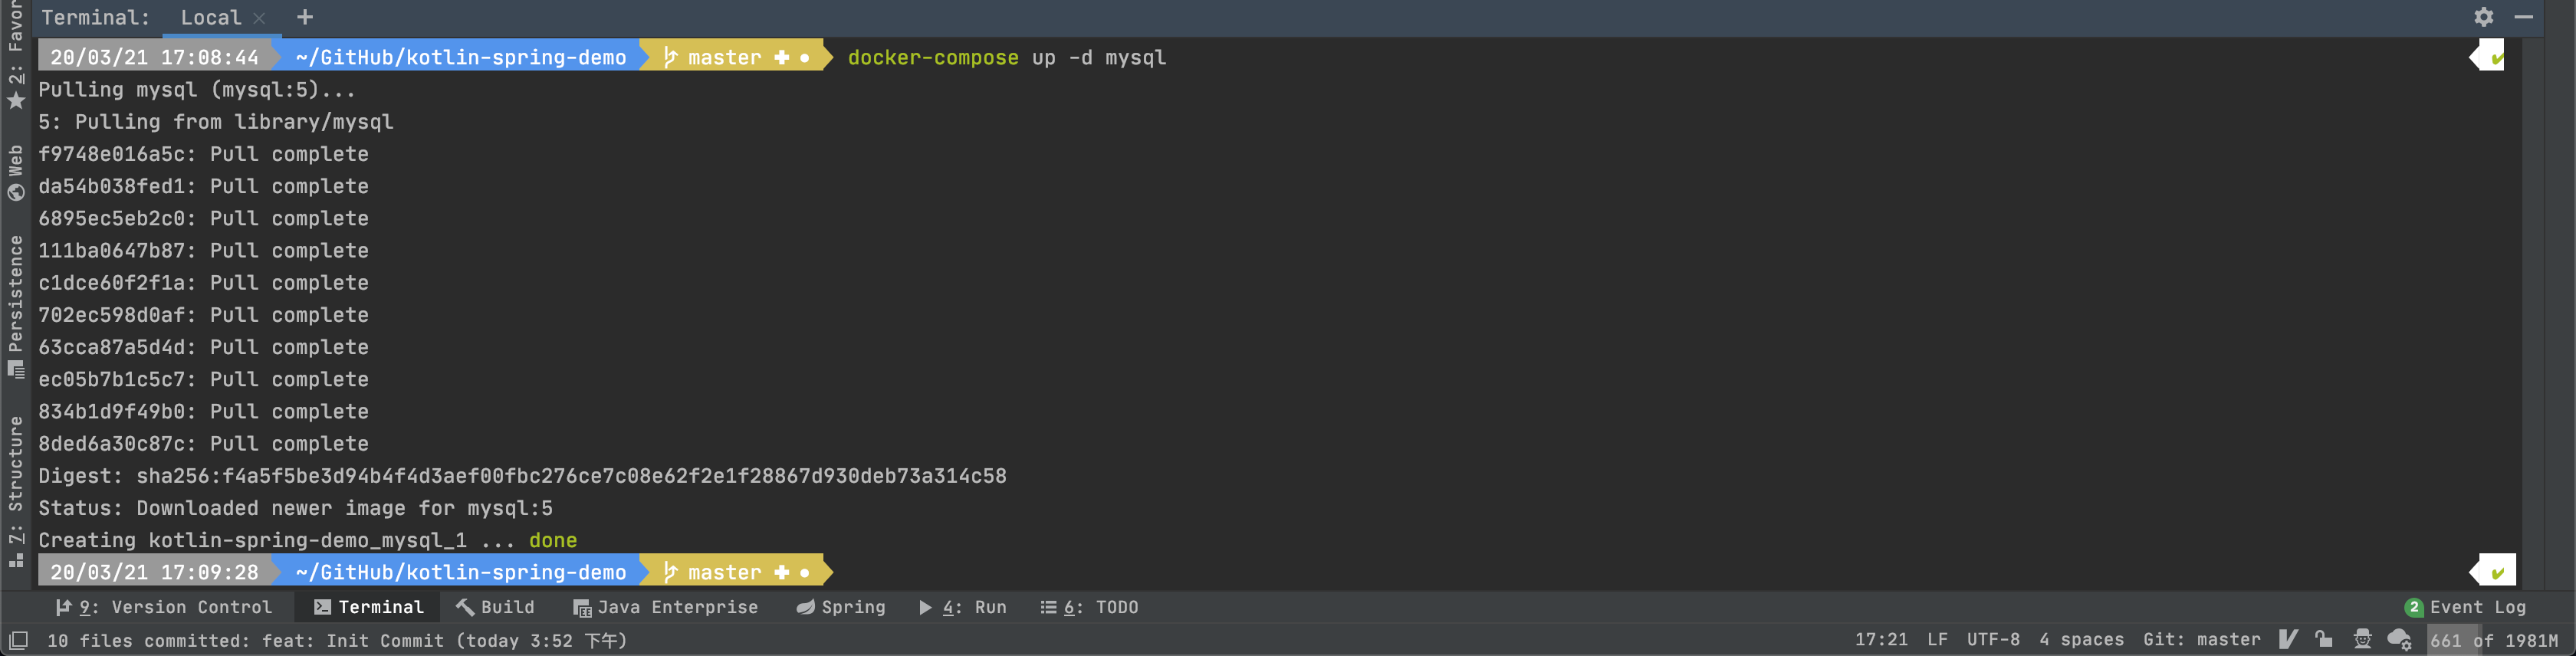 Terminal: Local × +
20/03/21 17:08:44 ~/GitHub/kotlin-spring-demo master ✚ ● docker-compose up -d mysql ✔
Pulling mysql (mysql:5)...
5: Pulling from library/mysql
f9748e016a5c: Pull complete
da54b038fed1: Pull complete
6895ec5eb2c0: Pull complete
111ba0647b87: Pull complete
c1dce60f2f1a: Pull complete
702ec598d0af: Pull complete
63cca87a5d4d: Pull complete
ec05b7b1c5c7: Pull complete
834b1d9f49b0: Pull complete
8ded6a30c87c: Pull complete
Digest: sha256:f4a5f5be3d94b4f4d3aef00fbc276ce7c08e62f2e1f28867d930deb73a314c58
Status: Downloaded newer image for mysql:5
Creating kotlin-spring-demo_mysql_1 ... done
20/03/21 17:09:28 ~/GitHub/kotlin-spring-demo master ✚ ● ✔
2: Favor
Web
Persistence
7: Structure
9: Version Control Terminal Build Java Enterprise Spring 4: Run 6: TODO 2 Event Log
10 files committed: feat: Init Commit (today 3:52 下午) 17:21 LF UTF-8 4 spaces Git: master 661 of 1981M